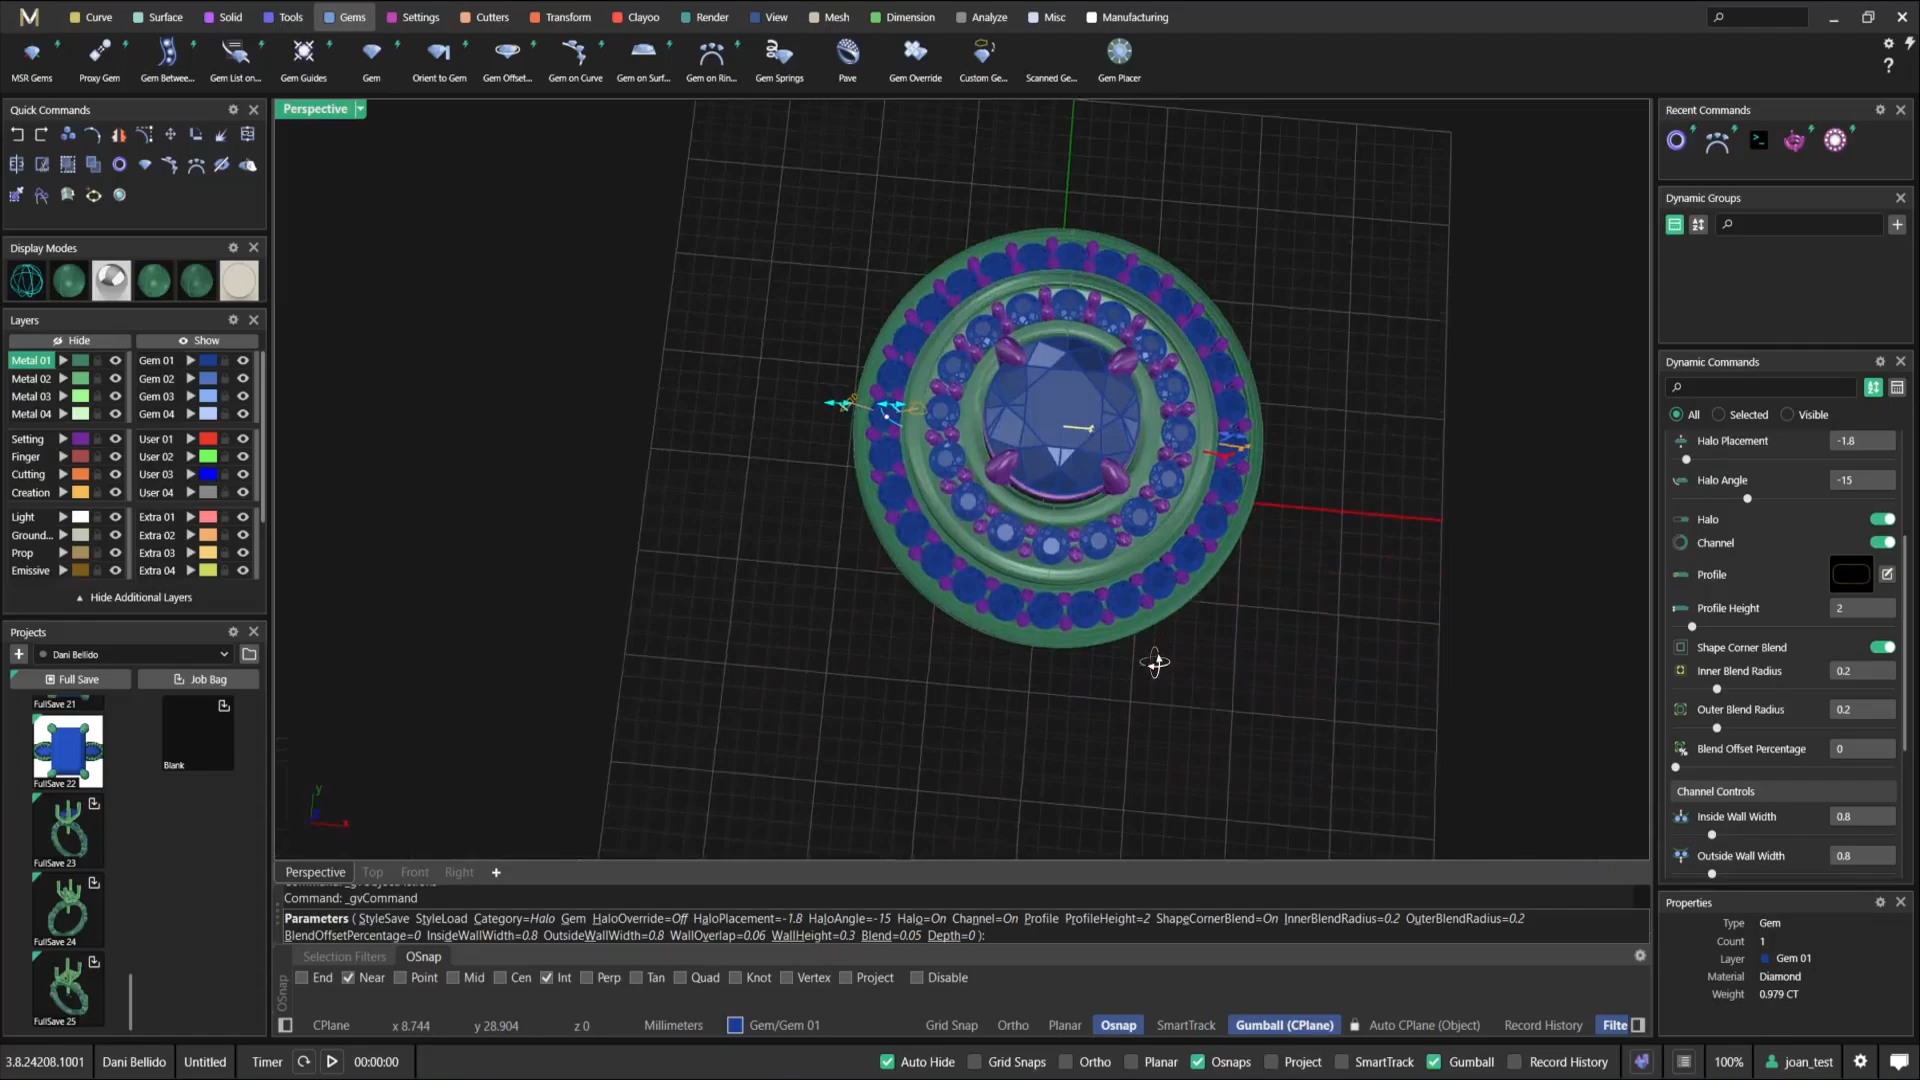 Curve Surface Solid Tools Gems Settings Cutters Transform Clayoo Render View Mesh Dimension Analyze Misc Manufacturing
MSR Gems Proxy Gem Gem Betwee... Gem List on... Gem Guides Gem Orient to Gem Gem Offset... Gem on Curve Gem on Surf... Gem on Rin... Gem Springs Pave Gem Override Custom Ge... Scanned Ge... Gem Placer
Quick Commands
Display Modes
Layers
Hide Show
Metal 01 Gem 01
Metal 02 Gem 02
Metal 03 Gem 03
Metal 04 Gem 04
Setting User 01
Finger User 02
Cutting User 03
Creation User 04
Light Extra 01
Ground... Extra 02
Prop Extra 03
Emissive Extra 04
Hide Additional Layers
Projects
Dani Bellido
Full Save Job Bag
FullSave 21
FullSave 22 Blank
FullSave 23
FullSave 24
FullSave 25
Perspective
y
x
Perspective Top Front Right
Command: _gvCommand
Parameters ( StyleSave StyleLoad Category=Halo Gem HaloOverride=Off HaloPlacement=-1.8 HaloAngle=-15 Halo=On Channel=On Profile ProfileHeight=2 ShapeCornerBlend=On InnerBlendRadius=0.2 OuterBlendRadius=0.2
BlendOffsetPercentage=0 InsideWallWidth=0.8 OutsideWallWidth=0.8 WallOverlap=0.06 WallHeight=0.3 Blend=0.05 Depth=0 ):
Selection Filters OSnap
OSnap
End Near Point Mid Cen Int Perp Tan Quad Knot Vertex Project Disable
CPlane x 8.744 y 28.904 z 0 Millimeters Gem/Gem 01 Grid Snap Ortho Planar Osnap SmartTrack Gumball (CPlane) Auto CPlane (Object) Record History Filte
Recent Commands
Dynamic Groups
Dynamic Commands
All Selected Visible
Halo Placement -1.8
Halo Angle -15
Halo
Channel
Profile
Profile Height 2
Shape Corner Blend
Inner Blend Radius 0.2
Outer Blend Radius 0.2
Blend Offset Percentage 0
Channel Controls
Inside Wall Width 0.8
Outside Wall Width 0.8
Properties
Type Gem
Count 1
Layer Gem 01
Material Diamond
Weight 0.979 CT
3.8.24208.1001 Dani Bellido Untitled Timer 00:00:00 Auto Hide Grid Snaps Ortho Planar Osnaps Project SmartTrack Gumball Record History 100% joan_test